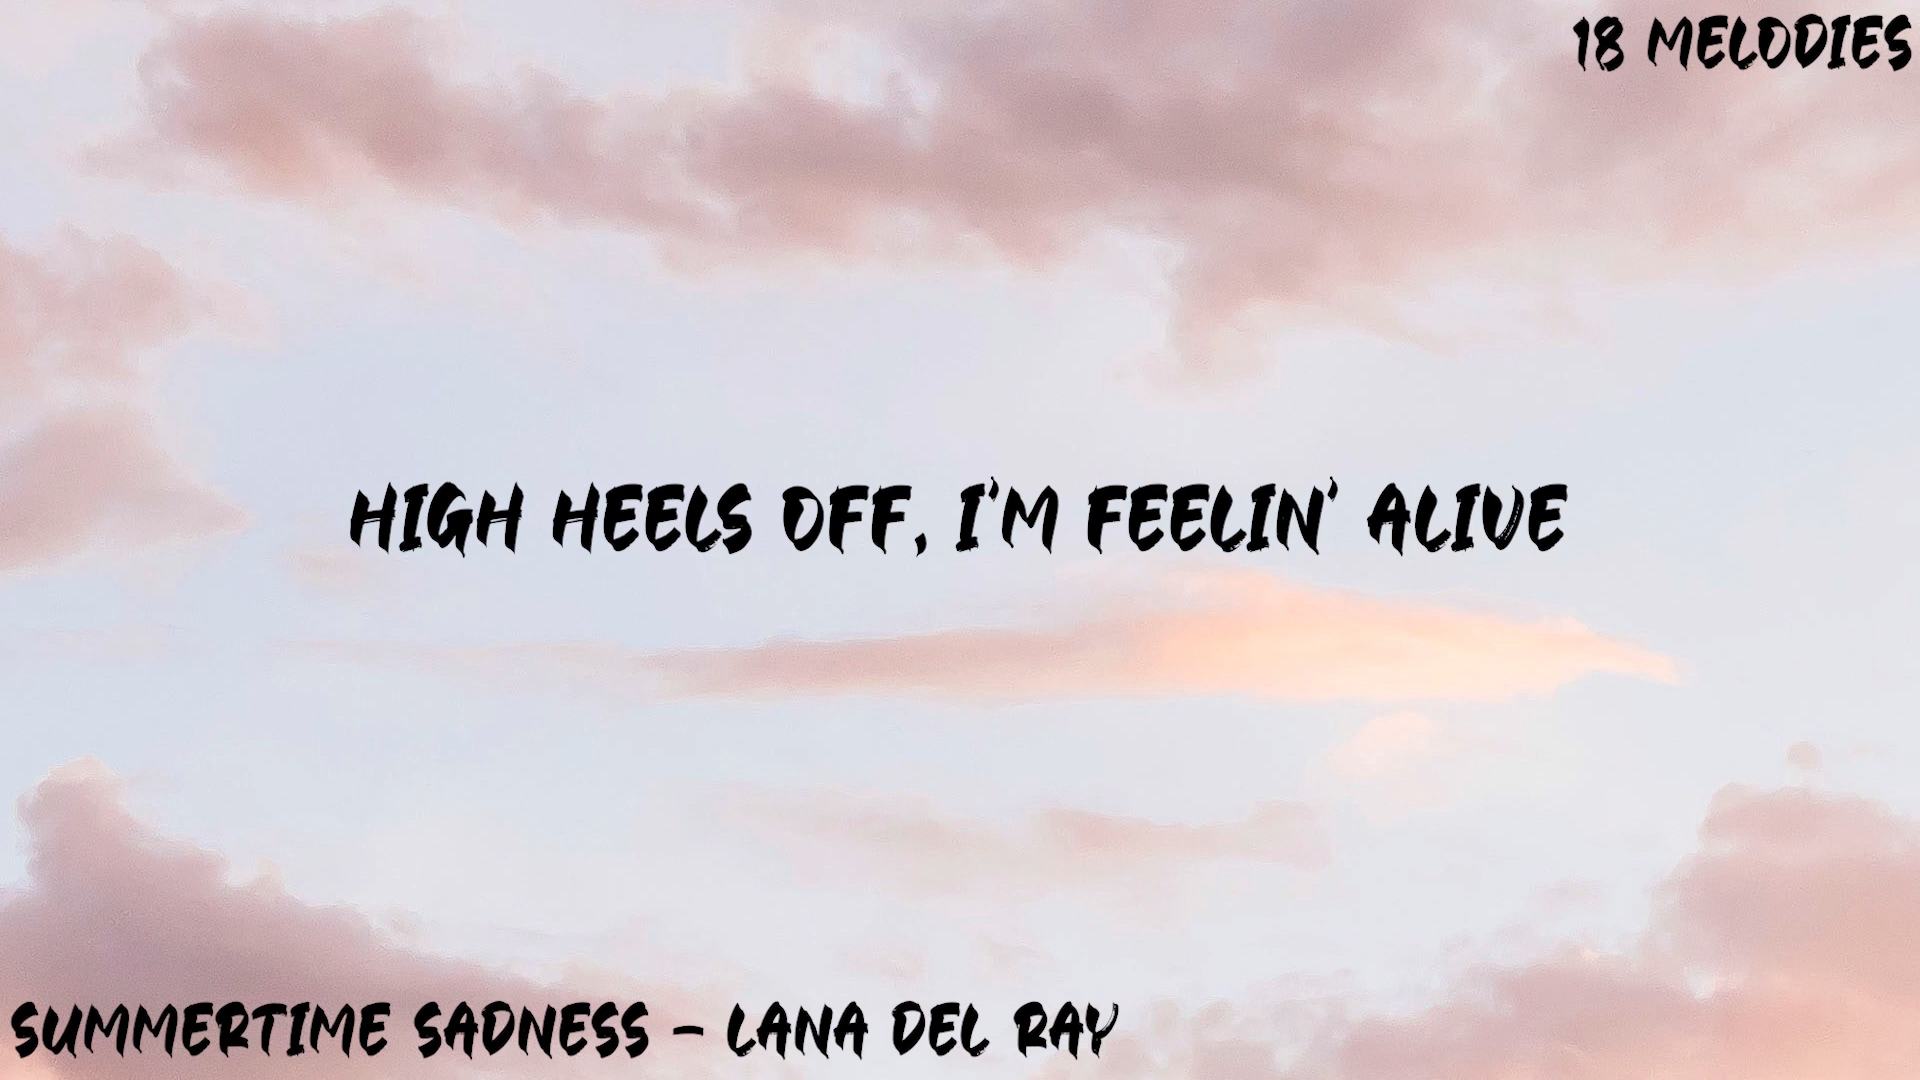 18 MELODIES
HIGH HEELS OFF, I'M FEELIN' ALIVE
SUMMERTIME SADNESS - LANA DEL RAY